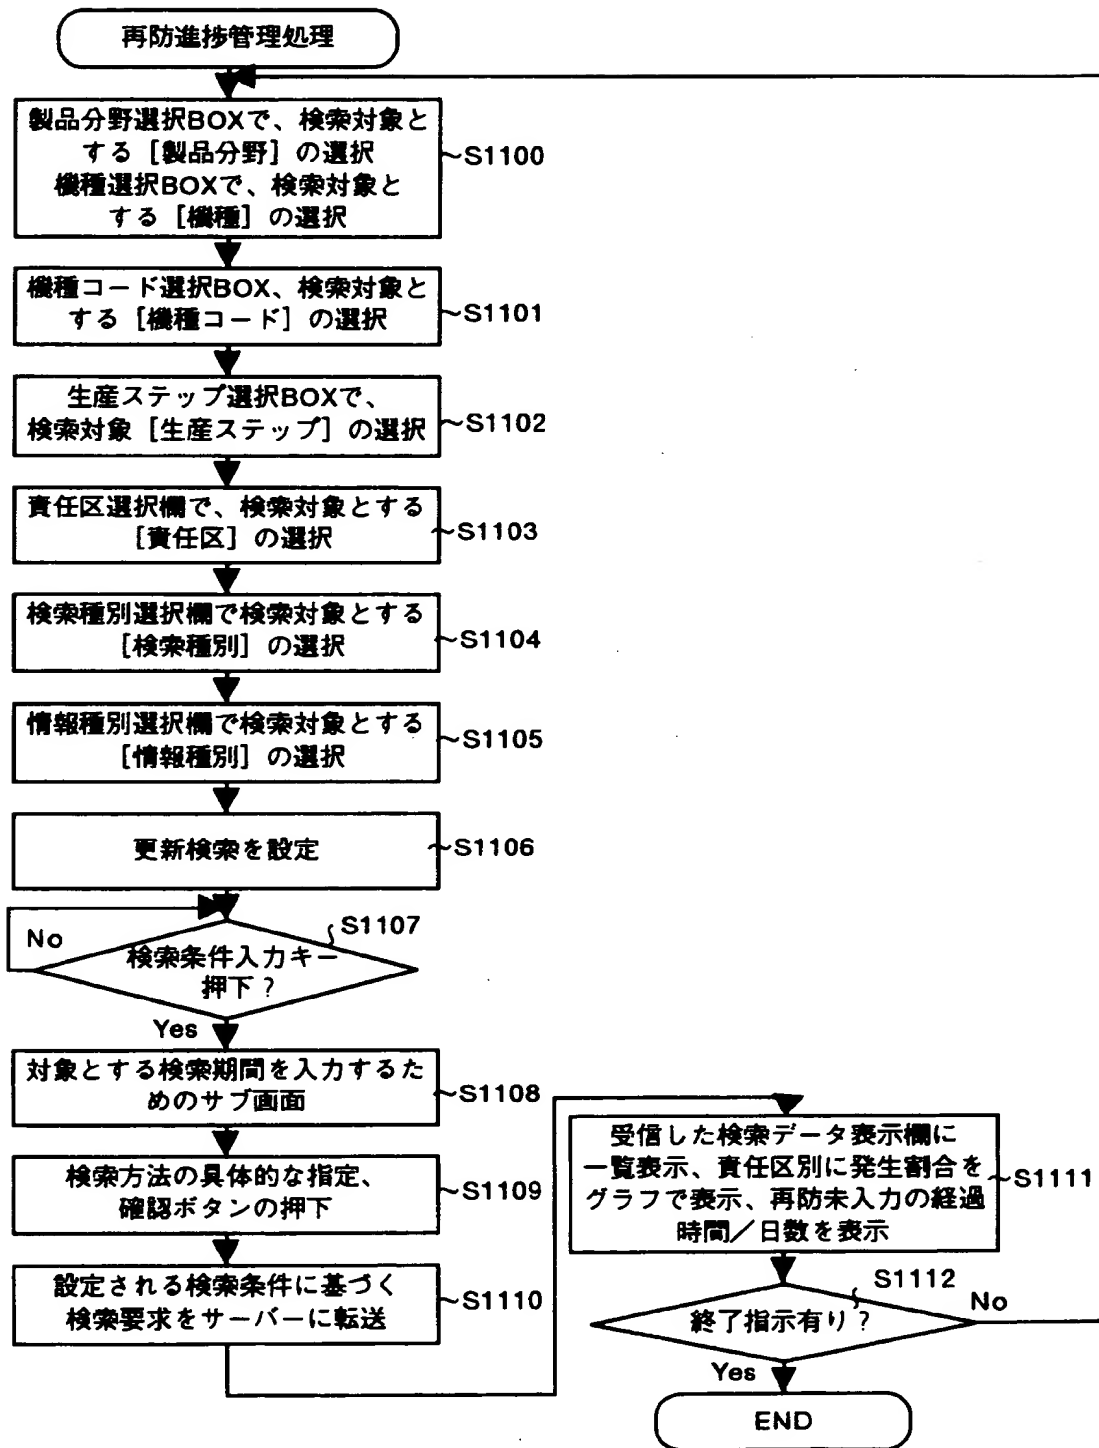 再防進捗管理処理
製品分野選択BOXで、検索対象と
する［製品分野］の選択
機種選択BOXで、検索対象と
する［機種］の選択
~S1100
機種コード選択BOX、検索対象と
する［機種コード］の選択
~S1101
生産ステップ選択BOXで、
検索対象［生産ステップ］の選択
~S1102
責任区選択欄で、検索対象とする
［責任区］の選択
~S1103
検索種別選択欄で検索対象とする
［検索種別］の選択
~S1104
情報種別選択欄で検索対象とする
［情報種別］の選択
~S1105
更新検索を設定
~S1106
S1107
No
検索条件入力キー
押下？
Yes
対象とする検索期間を入力するた
めのサブ画面
~S1108
検索方法の具体的な指定、
確認ボタンの押下
~S1109
設定される検索条件に基づく
検索要求をサーバーに転送
~S1110
受信した検索データ表示欄に
一覧表示、責任区別に発生割合を
グラフで表示、再防未入力の経過
時間／日数を表示
~S1111
S1112
終了指示有り？
No
Yes
END